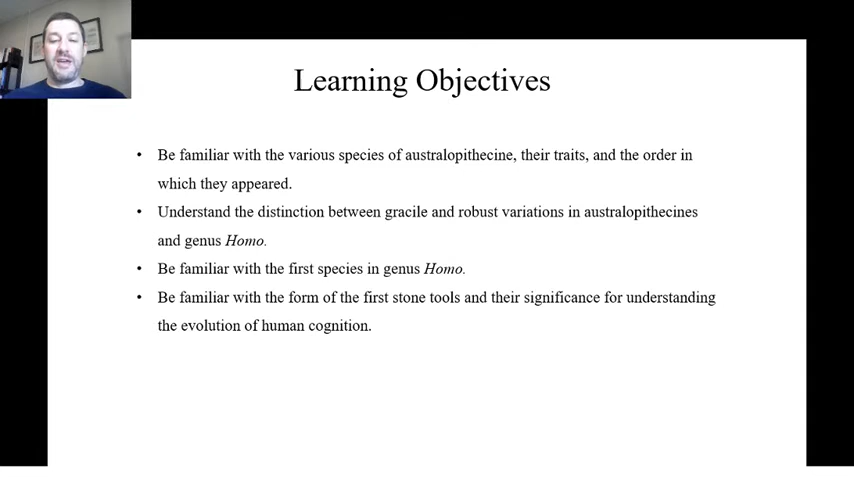 Learning Objectives
• Be familiar with the various species of australopithecine, their traits, and the order in
which they appeared.
• Understand the distinction between gracile and robust variations in australopithecines
and genus Homo.
• Be familiar with the first species in genus Homo.
• Be familiar with the form of the first stone tools and their significance for understanding
the evolution of human cognition.